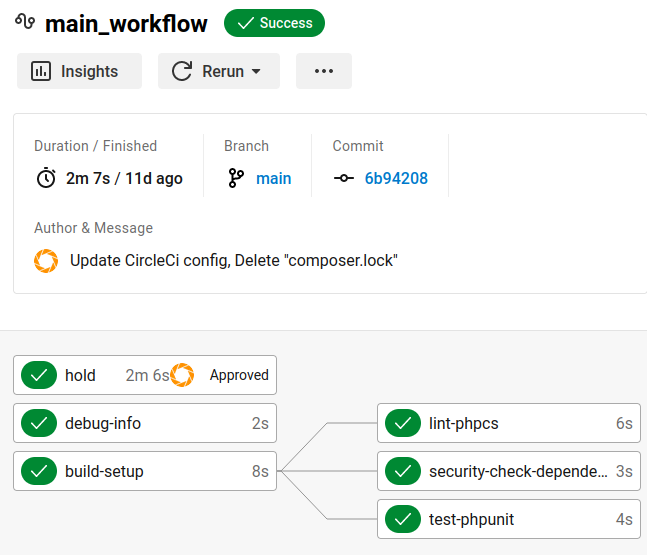 main_workflow Success
Insights Rerun
Duration / Finished Branch Commit
2m 7s / 11d ago main 6b94208
Author & Message
Update CircleCi config, Delete "composer.lock"
hold 2m 6s Approved
debug-info 2s lint-phpcs 6s
build-setup 8s security-check-depende... 3s
test-phpunit 4s